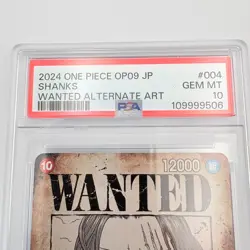 2024 ONE PIECE OP09 JP #004
SHANKS GEM MT
WANTED ALTERNATE ART 10
PSA 109999506
10 12000
WANTED